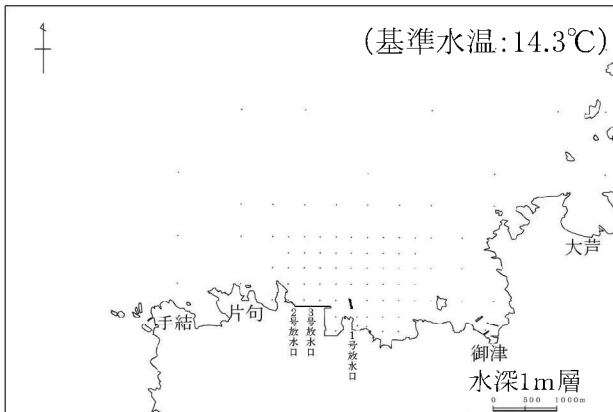 (基準水温:14.3℃)
大芦
手結
片句
2号放水口
3号放水口
1号放水口
御津
水深1m層
0 500 1000m